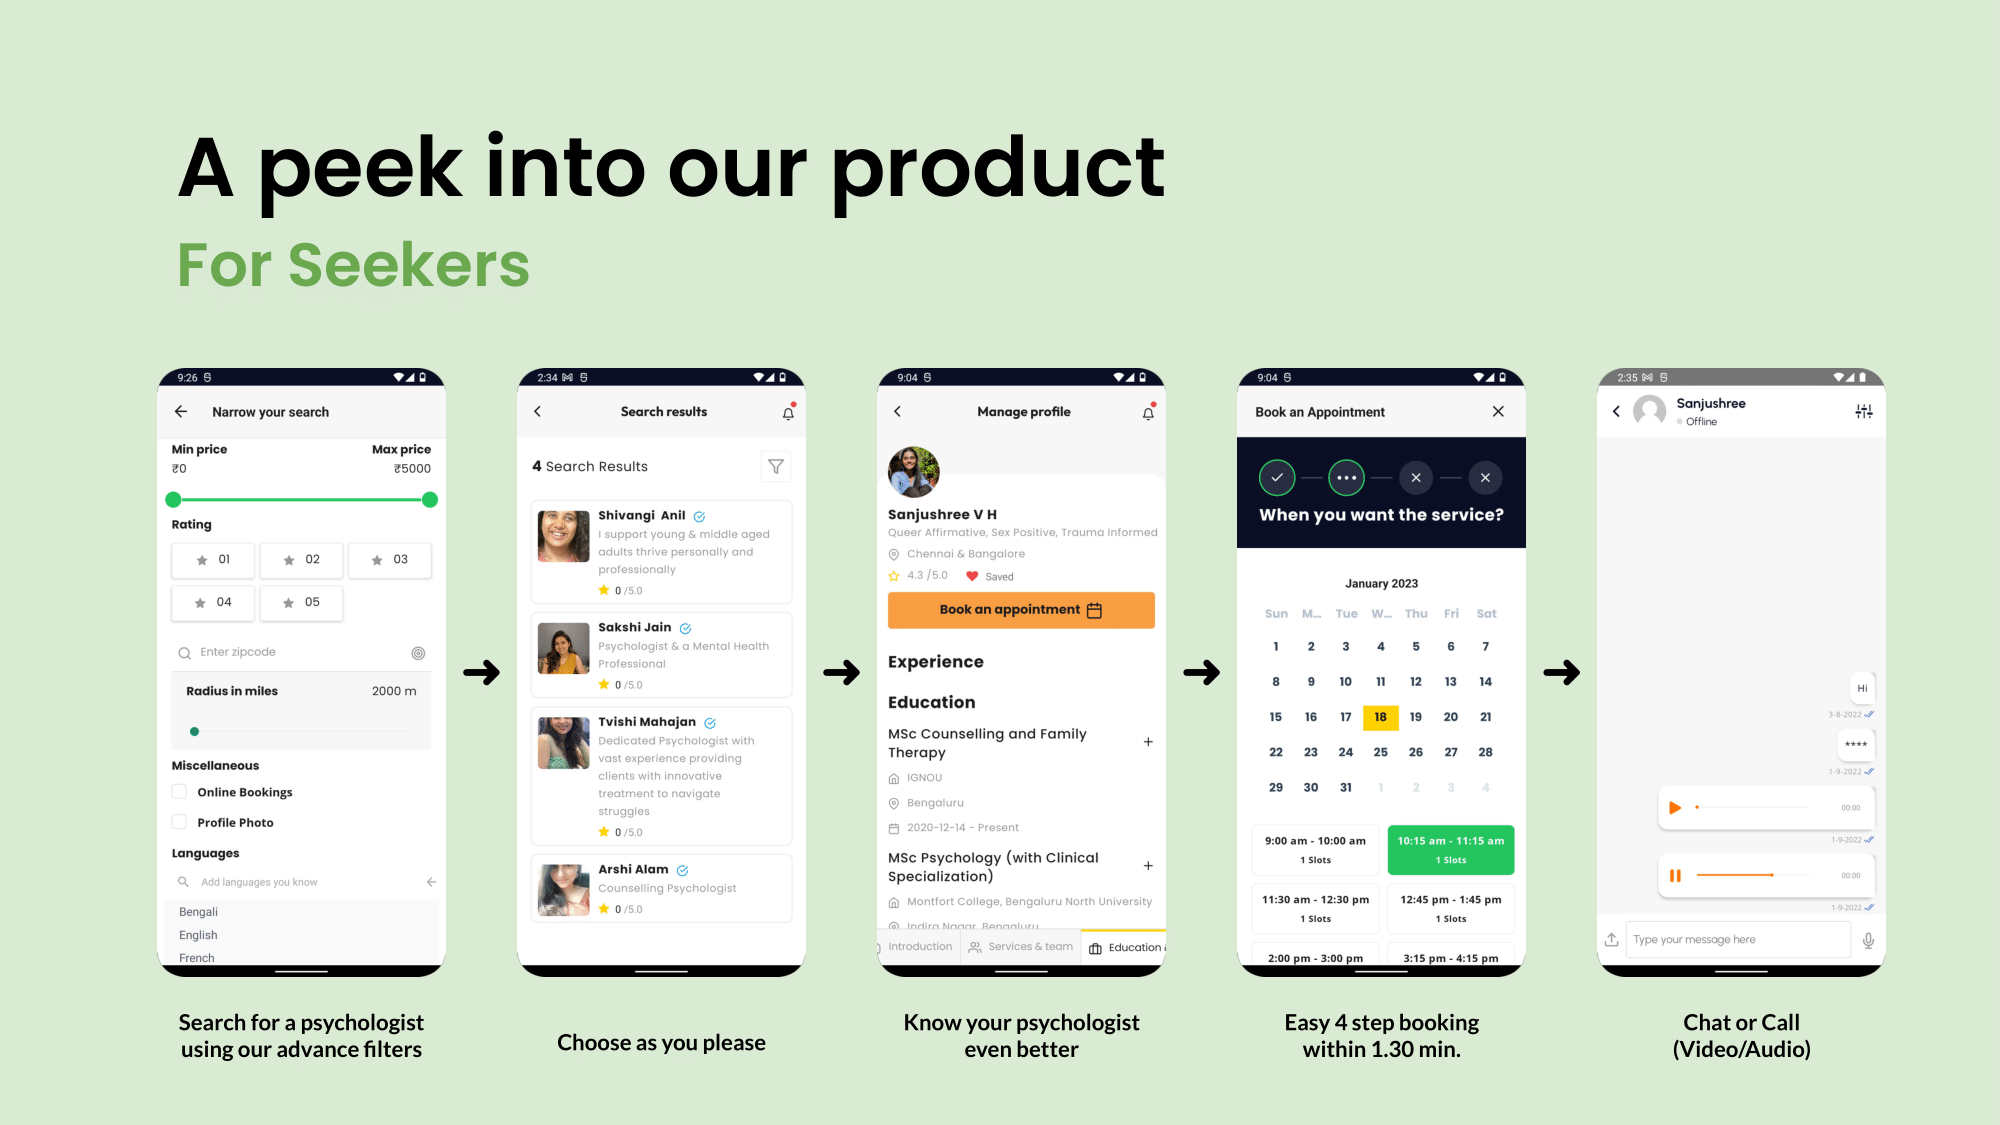 A peek into our product
For Seekers
9:26
Narrow your search
Min price
Max price
₹0
₹5000
Rating
01
02
03
04
05
Enter zipcode
Radius in miles
2000 m
Miscellaneous
Online Bookings
Profile Photo
Languages
Add languages you know
Bengali
English
French
Search for a psychologist
using our advance filters
2:34
Search results
4 Search Results
Shivangi Anil
I support young & middle aged
adults thrive personally and
professionally
0 /5.0
Sakshi Jain
Psychologist & a Mental Health
Professional
0 /5.0
Tvishi Mahajan
Dedicated Psychologist with
vast experience providing
clients with innovative
treatment to navigate
struggles
0 /5.0
Arshi Alam
Counselling Psychologist
0 /5.0
Choose as you please
9:04
Manage profile
Sanjushree V H
Queer Affirmative, Sex Positive, Trauma Informed
Chennai & Bangalore
4.3 /5.0
Saved
Book an appointment
Experience
Education
MSc Counselling and Family
Therapy
IGNOU
Bengaluru
2020-12-14 - Present
MSc Psychology (with Clinical
Specialization)
Montfort College, Bengaluru North University
Indira Nagar, Bengaluru
Introduction
Services & team
Education
Know your psychologist
even better
9:04
Book an Appointment
When you want the service?
January 2023
Sun M... Tue W... Thu Fri Sat
1 2 3 4 5 6 7
8 9 10 11 12 13 14
15 16 17 18 19 20 21
22 23 24 25 26 27 28
29 30 31 1 2 3 4
9:00 am - 10:00 am
1 Slots
10:15 am - 11:15 am
1 Slots
11:30 am - 12:30 pm
1 Slots
12:45 pm - 1:45 pm
1 Slots
2:00 pm - 3:00 pm
3:15 pm - 4:15 pm
Easy 4 step booking
within 1.30 min.
2:35
Sanjushree
Offline
Hi
3-8-2022
****
1-9-2022
00:00
1-9-2022
00:00
1-9-2022
Type your message here
Chat or Call
(Video/Audio)